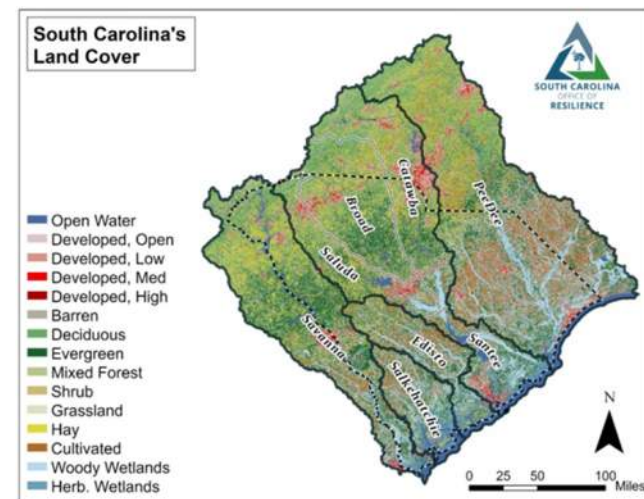 South Carolina's
Land Cover
SOUTH CAROLINA
OFFICE OF
RESILIENCE
Open Water
Developed, Open
Developed, Low
Developed, Med
Developed, High
Barren
Deciduous
Evergreen
Mixed Forest
Shrub
Grassland
Hay
Cultivated
Woody Wetlands
Herb. Wetlands
Catawba
PeeDee
Broad
Saluda
Savanna
Edisto
Santee
Salkehatchie
N
0 25 50 100
Miles